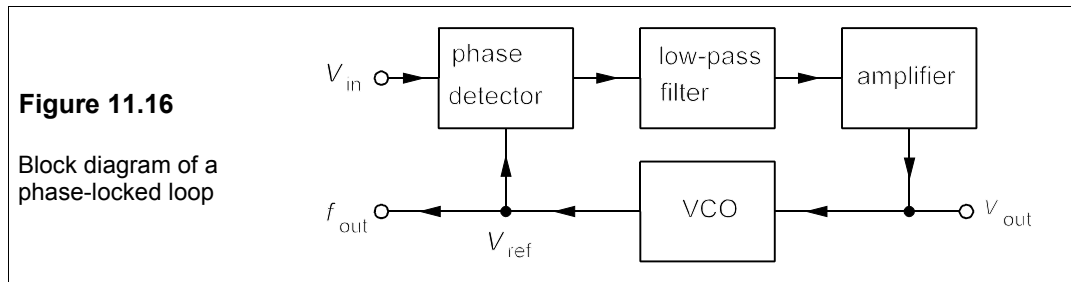 Figure 11.16
Block diagram of a
phase-locked loop
V in
phase
detector
low-pass
filter
amplifier
f out
V ref
VCO
v out